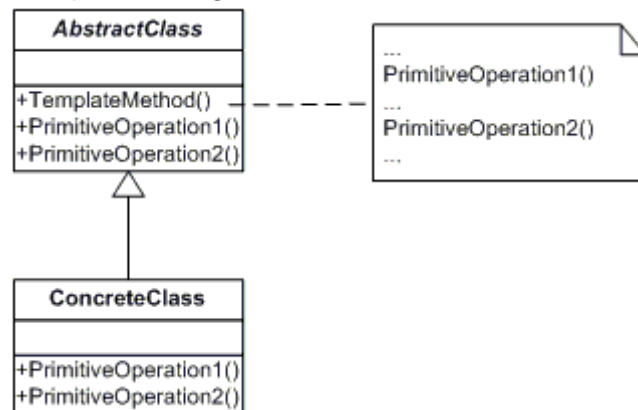 AbstractClass
+TemplateMethod()
+PrimitiveOperation1()
+PrimitiveOperation2()
...
PrimitiveOperation1()
...
PrimitiveOperation2()
...
ConcreteClass
+PrimitiveOperation1()
+PrimitiveOperation2()